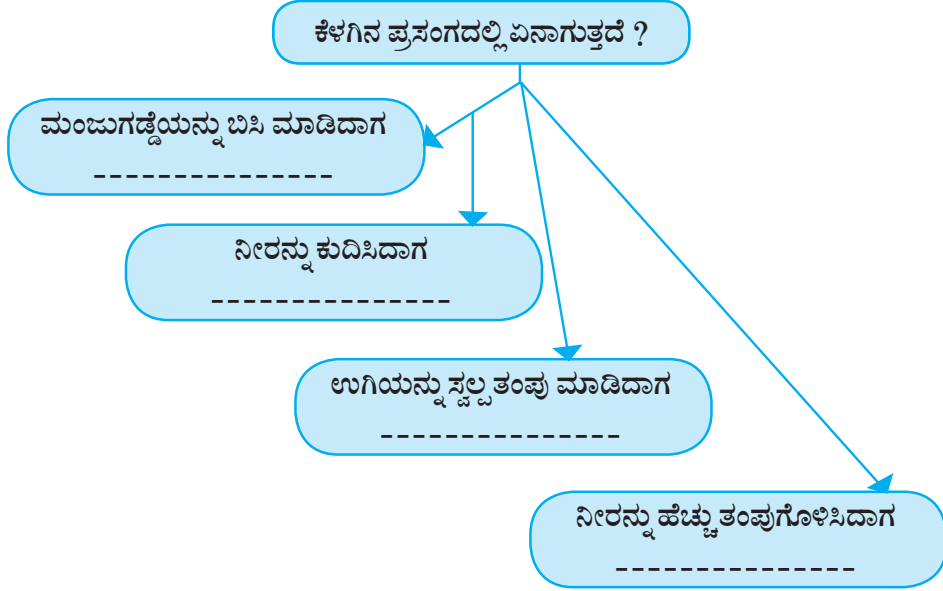 ಕೆಳಗಿನ ಪ್ರಸಂಗದಲ್ಲಿ ಏನಾಗುತ್ತದೆ ?
ಮಂಜುಗಡ್ಡೆಯನ್ನು ಬಿಸಿ ಮಾಡಿದಾಗ
---------------
ನೀರನ್ನು ಕುದಿಸಿದಾಗ
---------------
ಉಗಿಯನ್ನು ಸ್ವಲ್ಪ ತಂಪು ಮಾಡಿದಾಗ
---------------
ನೀರನ್ನು ಹೆಚ್ಚು ತಂಪುಗೊಳಿಸಿದಾಗ
---------------